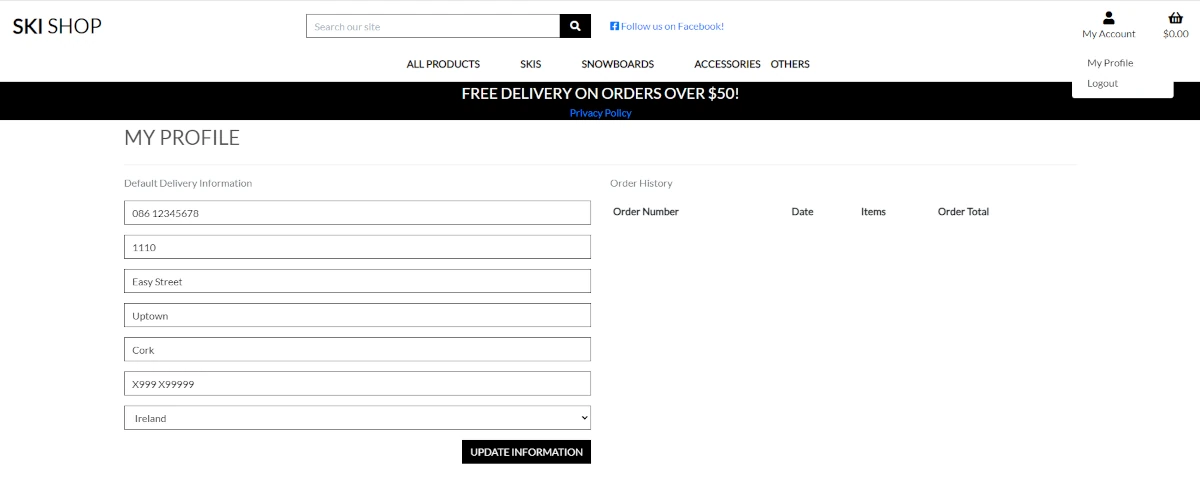 SKI SHOP
Search our site
Follow us on Facebook!
My Account
$0.00
My Profile
Logout
ALL PRODUCTS SKIS SNOWBOARDS ACCESSORIES OTHERS
FREE DELIVERY ON ORDERS OVER $50!
Privacy Policy
MY PROFILE
Default Delivery Information
086 12345678
1110
Easy Street
Uptown
Cork
X999 X99999
Ireland
UPDATE INFORMATION
Order History
Order Number Date Items Order Total